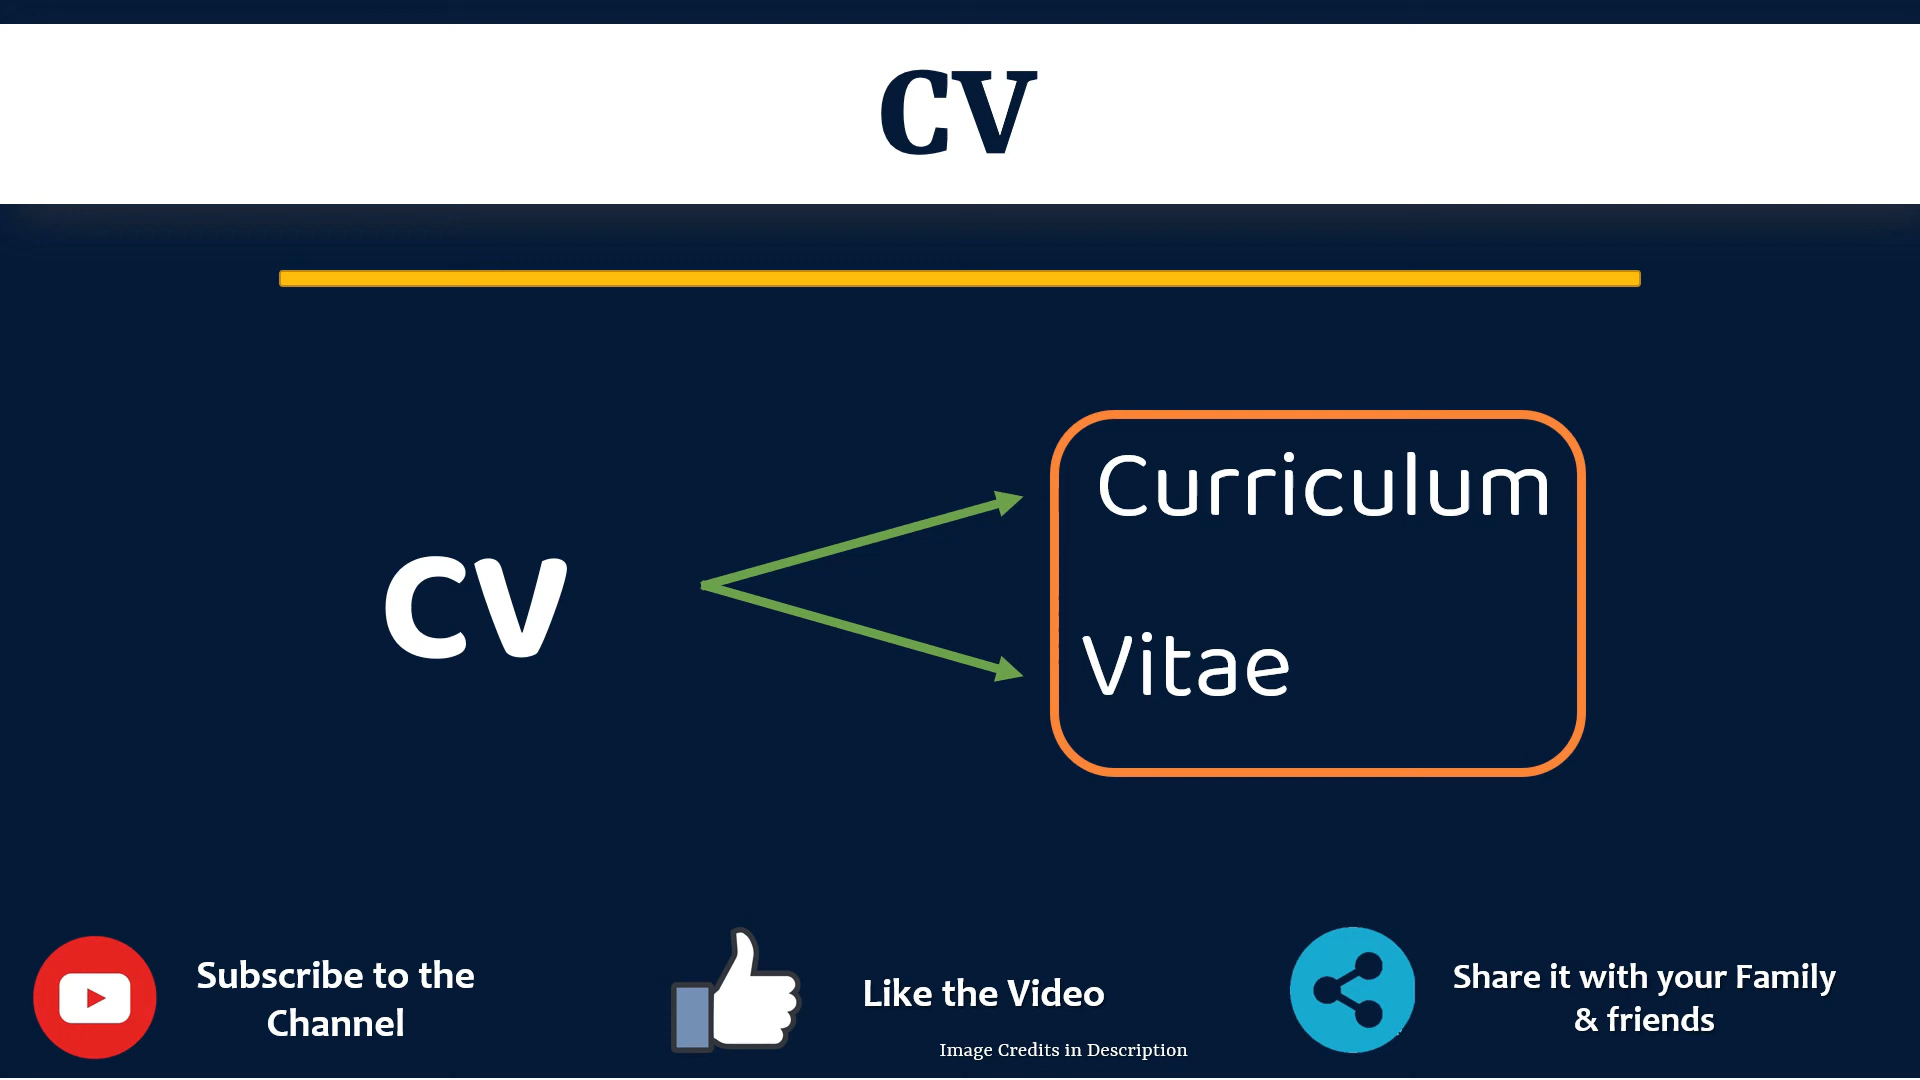 CV
CV
Curriculum
Vitae
Subscribe to the
Channel
Like the Video
Share it with your Family
& friends
Image Credits in Description